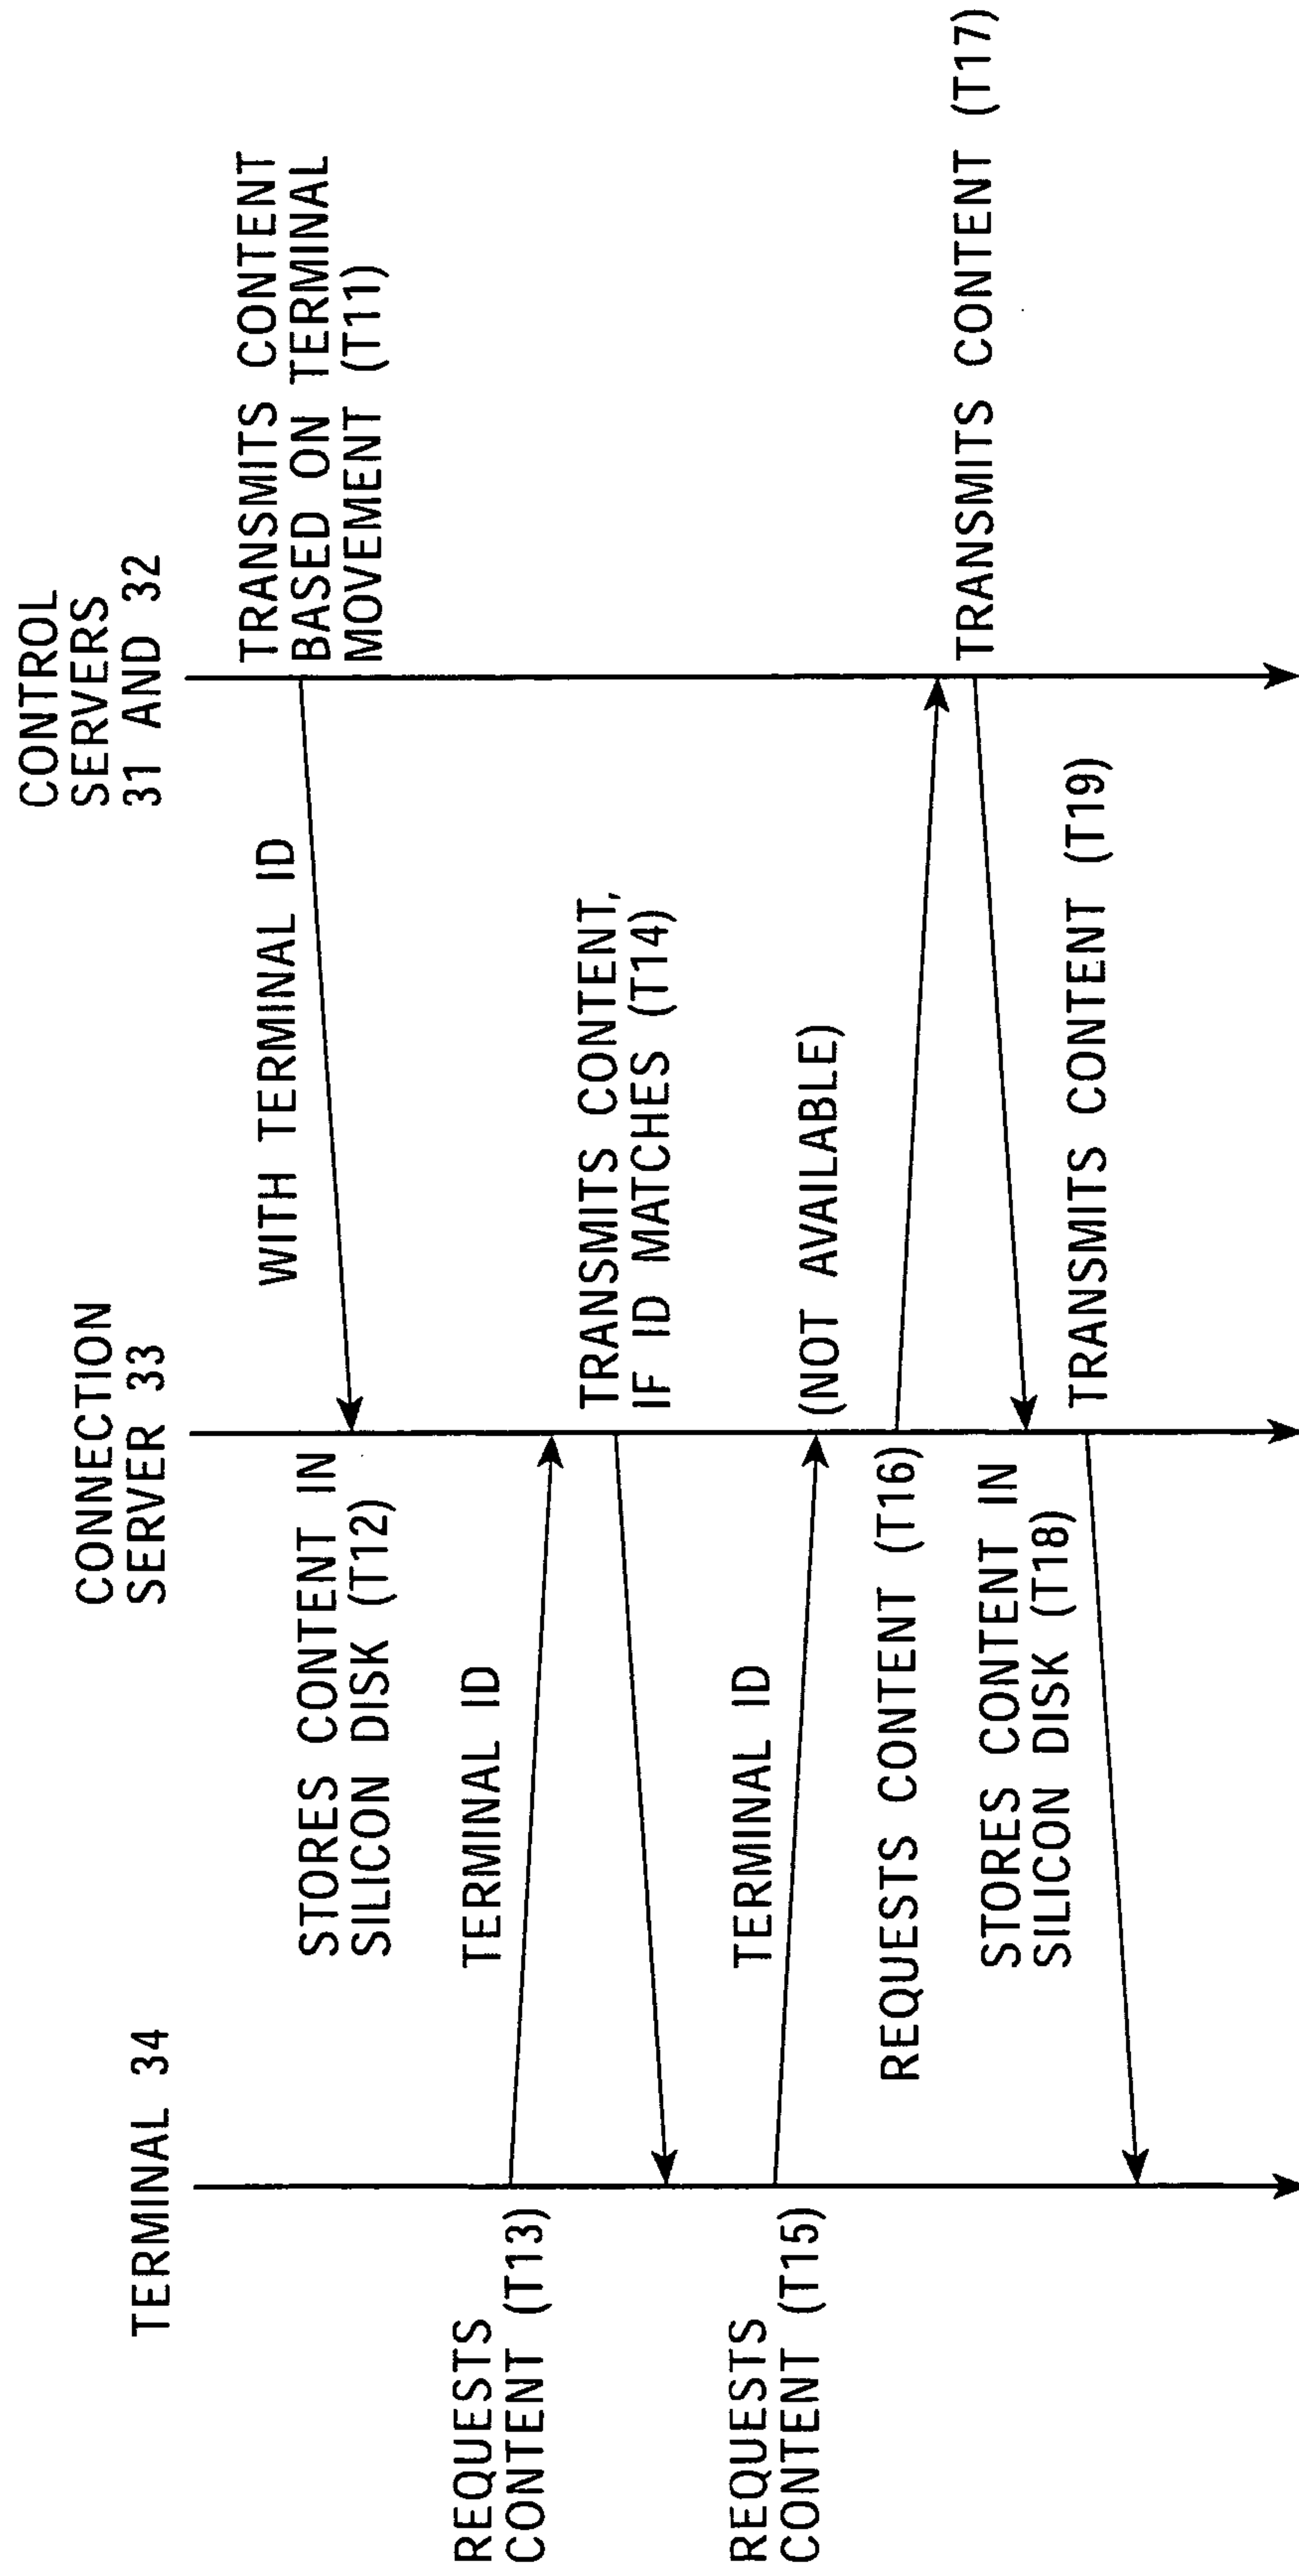 TERMINAL 34
CONNECTION
SERVER 33
CONTROL
SERVERS
31 AND 32
TRANSMITS CONTENT
BASED ON TERMINAL
MOVEMENT (T11)
WITH TERMINAL ID
STORES CONTENT IN
SILICON DISK (T12)
REQUESTS
CONTENT (T13)
TERMINAL ID
TRANSMITS CONTENT,
IF ID MATCHES (T14)
REQUESTS
CONTENT (T15)
TERMINAL ID
(NOT AVAILABLE)
REQUESTS CONTENT (T16)
TRANSMITS CONTENT (T17)
STORES CONTENT IN
SILICON DISK (T18)
TRANSMITS CONTENT (T19)